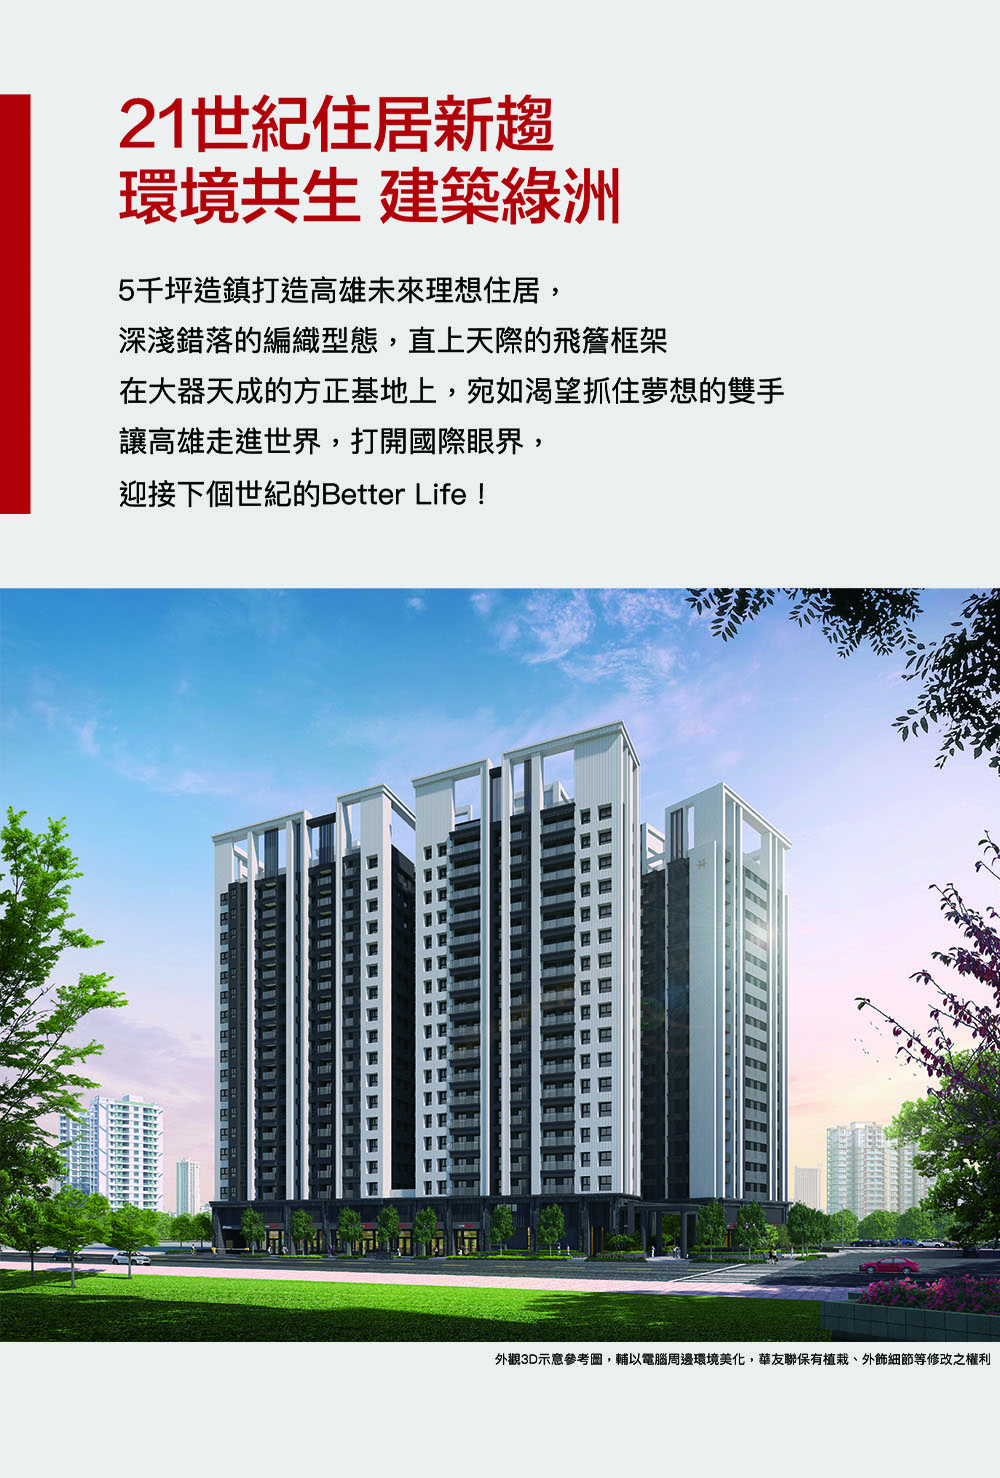 21世紀住居新趨
環境共生 建築綠洲
5千坪造鎮打造高雄未來理想住居，
深淺錯落的編織型態，直上天際的飛簷框架
在大器天成的方正基地上，宛如渴望抓住夢想的雙手
讓高雄走進世界，打開國際眼界，
迎接下個世紀的Better Life！
外觀3D示意參考圖，輔以電腦周邊環境美化，華友聯保有植栽、外飾細節等修改之權利